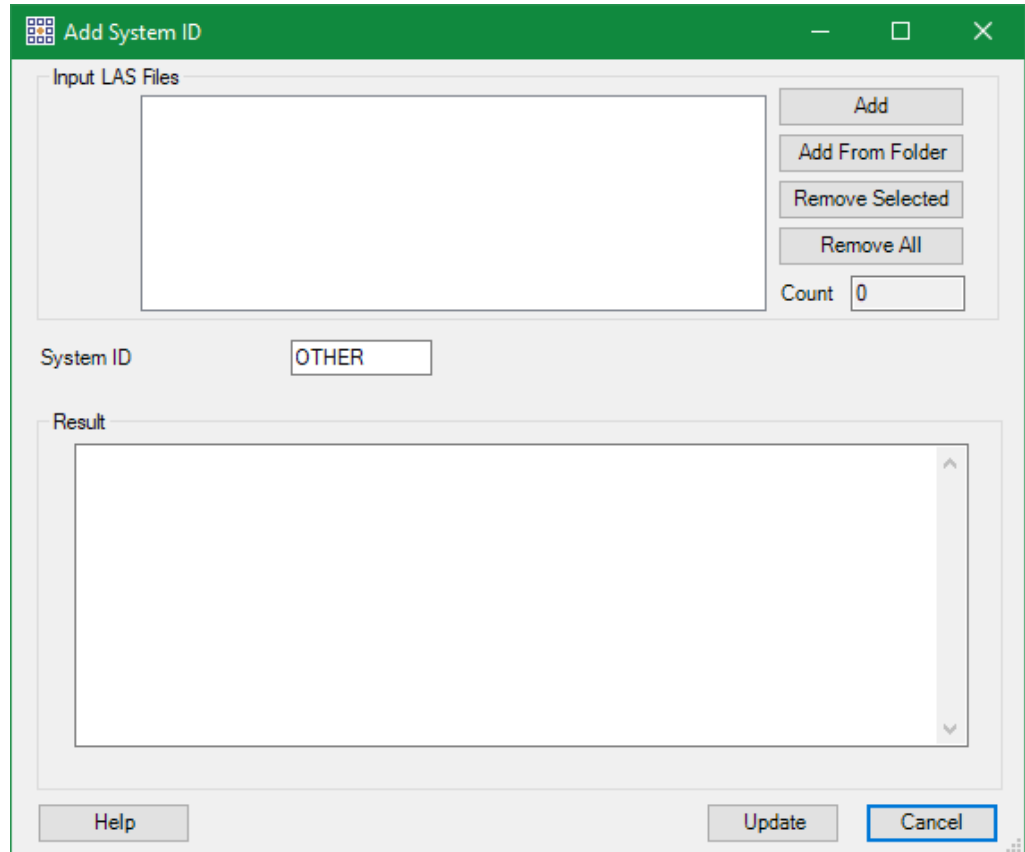 Add System ID
Input LAS Files
Add
Add From Folder
Remove Selected
Remove All
Count 0
System ID OTHER
Result
Help Update Cancel